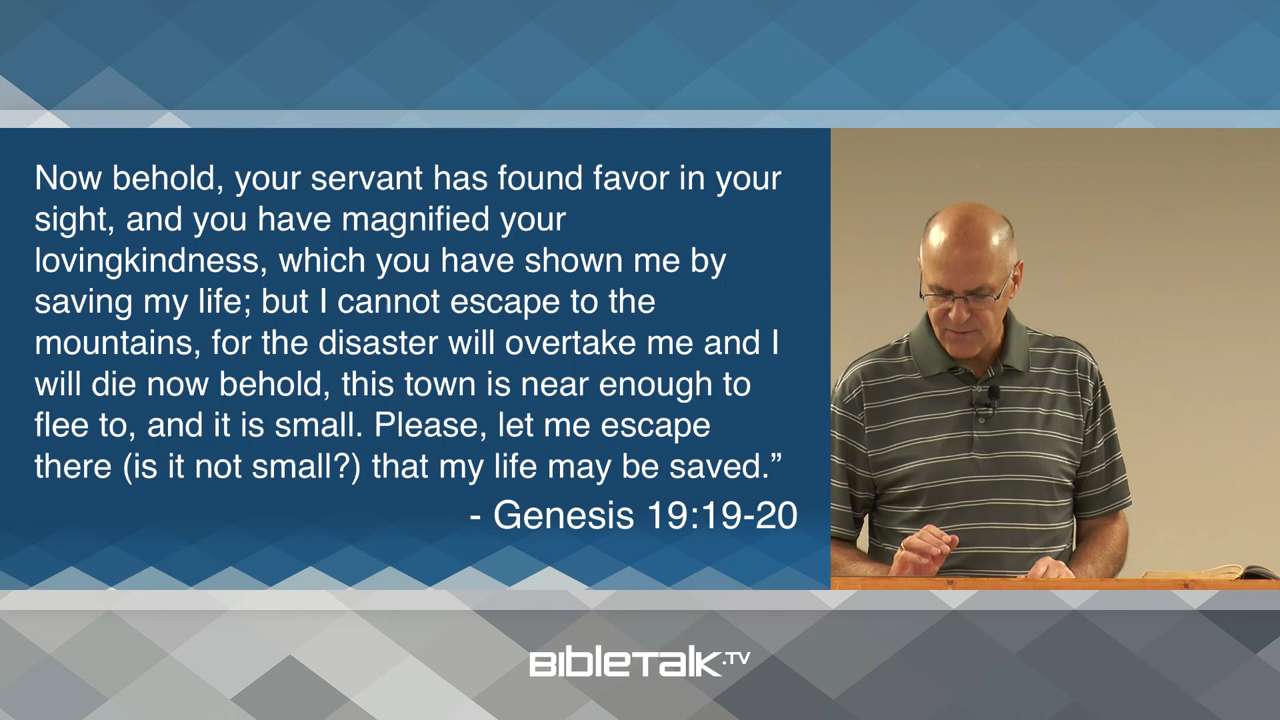 Now behold, your servant has found favor in your
sight, and you have magnified your
lovingkindness, which you have shown me by
saving my life; but I cannot escape to the
mountains, for the disaster will overtake me and I
will die now behold, this town is near enough to
flee to, and it is small. Please, let me escape
there (is it not small?) that my life may be saved.”
- Genesis 19:19-20
BIBLETALK.TV